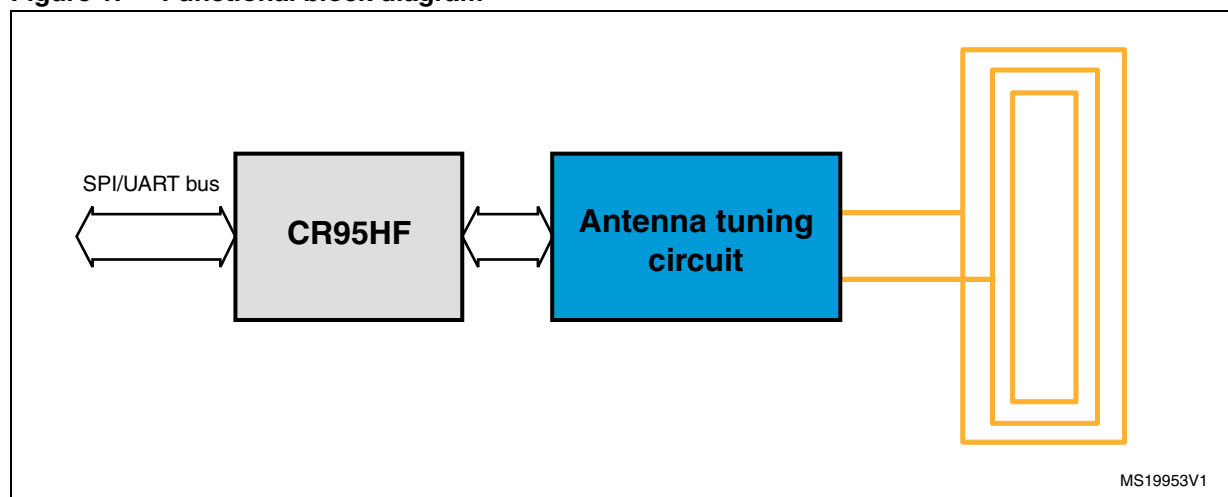 SPI/UART bus
CR95HF
Antenna tuning
circuit
MS19953V1